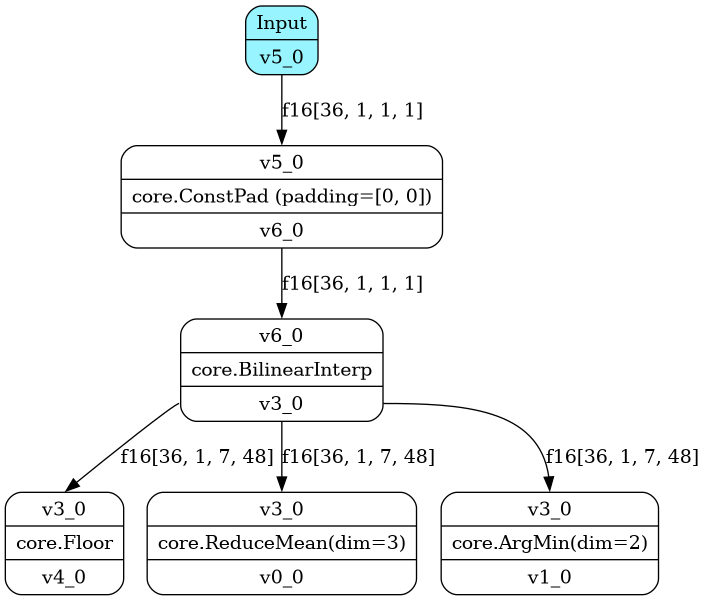 Input
v5_0
f16[36, 1, 1, 1]
v5_0
core.ConstPad (padding=[0, 0])
v6_0
f16[36, 1, 1, 1]
v6_0
core.BilinearInterp
v3_0
f16[36, 1, 7, 48]
f16[36, 1, 7, 48]
f16[36, 1, 7, 48]
v3_0
core.Floor
v4_0
v3_0
core.ReduceMean(dim=3)
v0_0
v3_0
core.ArgMin(dim=2)
v1_0